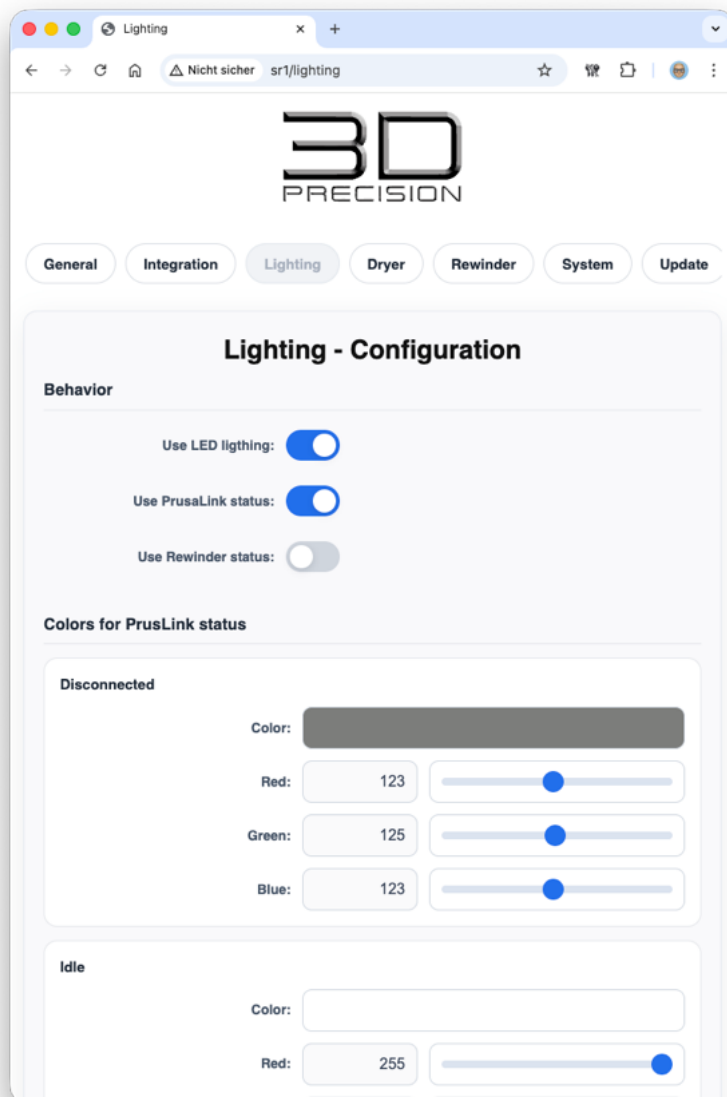 Lighting
Nicht sicher sr1/lighting
3D
PRECISION
General Integration Lighting Dryer Rewinder System Update
Lighting - Configuration
Behavior
Use LED ligthing:
Use PrusaLink status:
Use Rewinder status:
Colors for PrusLink status
Disconnected
Color:
Red: 123
Green: 125
Blue: 123
Idle
Color:
Red: 255